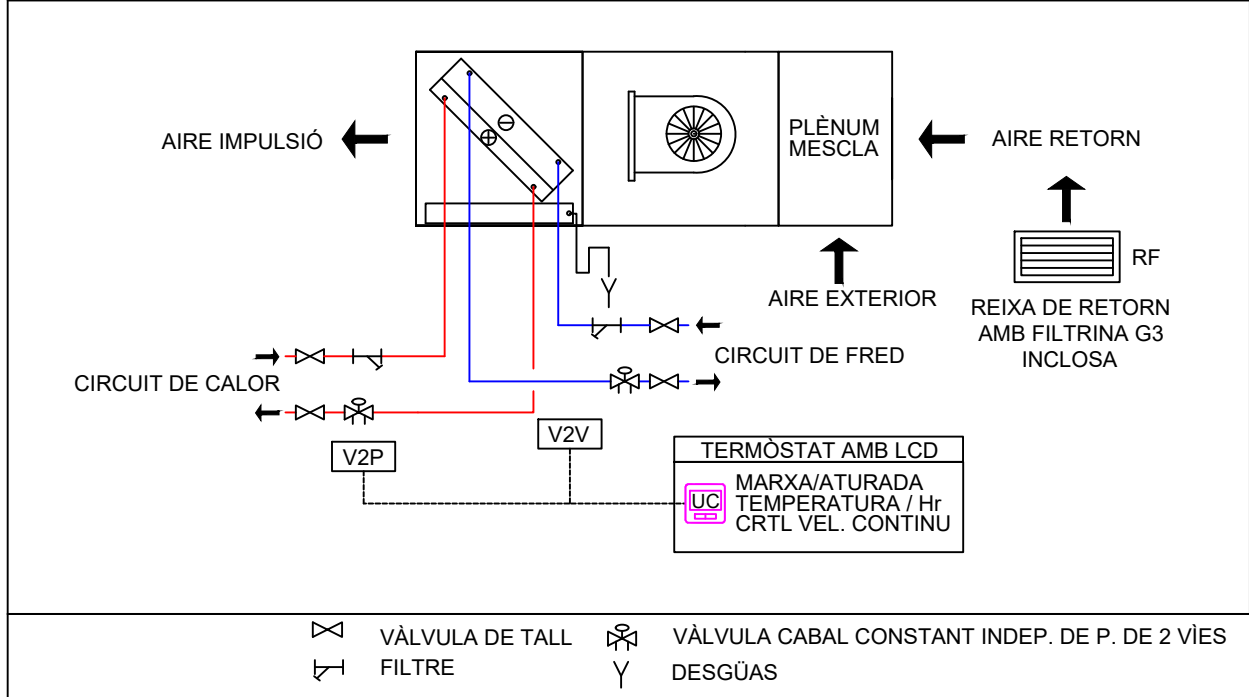 AIRE IMPULSIÓ
PLÈNUM
MESCLA
AIRE RETORN
RF
AIRE EXTERIOR
REIXA DE RETORN
AMB FILTRINA G3
INCLOSA
CIRCUIT DE FRED
CIRCUIT DE CALOR
V2V
V2P
TERMÒSTAT AMB LCD
UC
MARXA/ATURADA
TEMPERATURA / Hr
CRTL VEL. CONTINU
VÀLVULA DE TALL
VÀLVULA CABAL CONSTANT INDEP. DE P. DE 2 VÌES
FILTRE
DESGÜAS